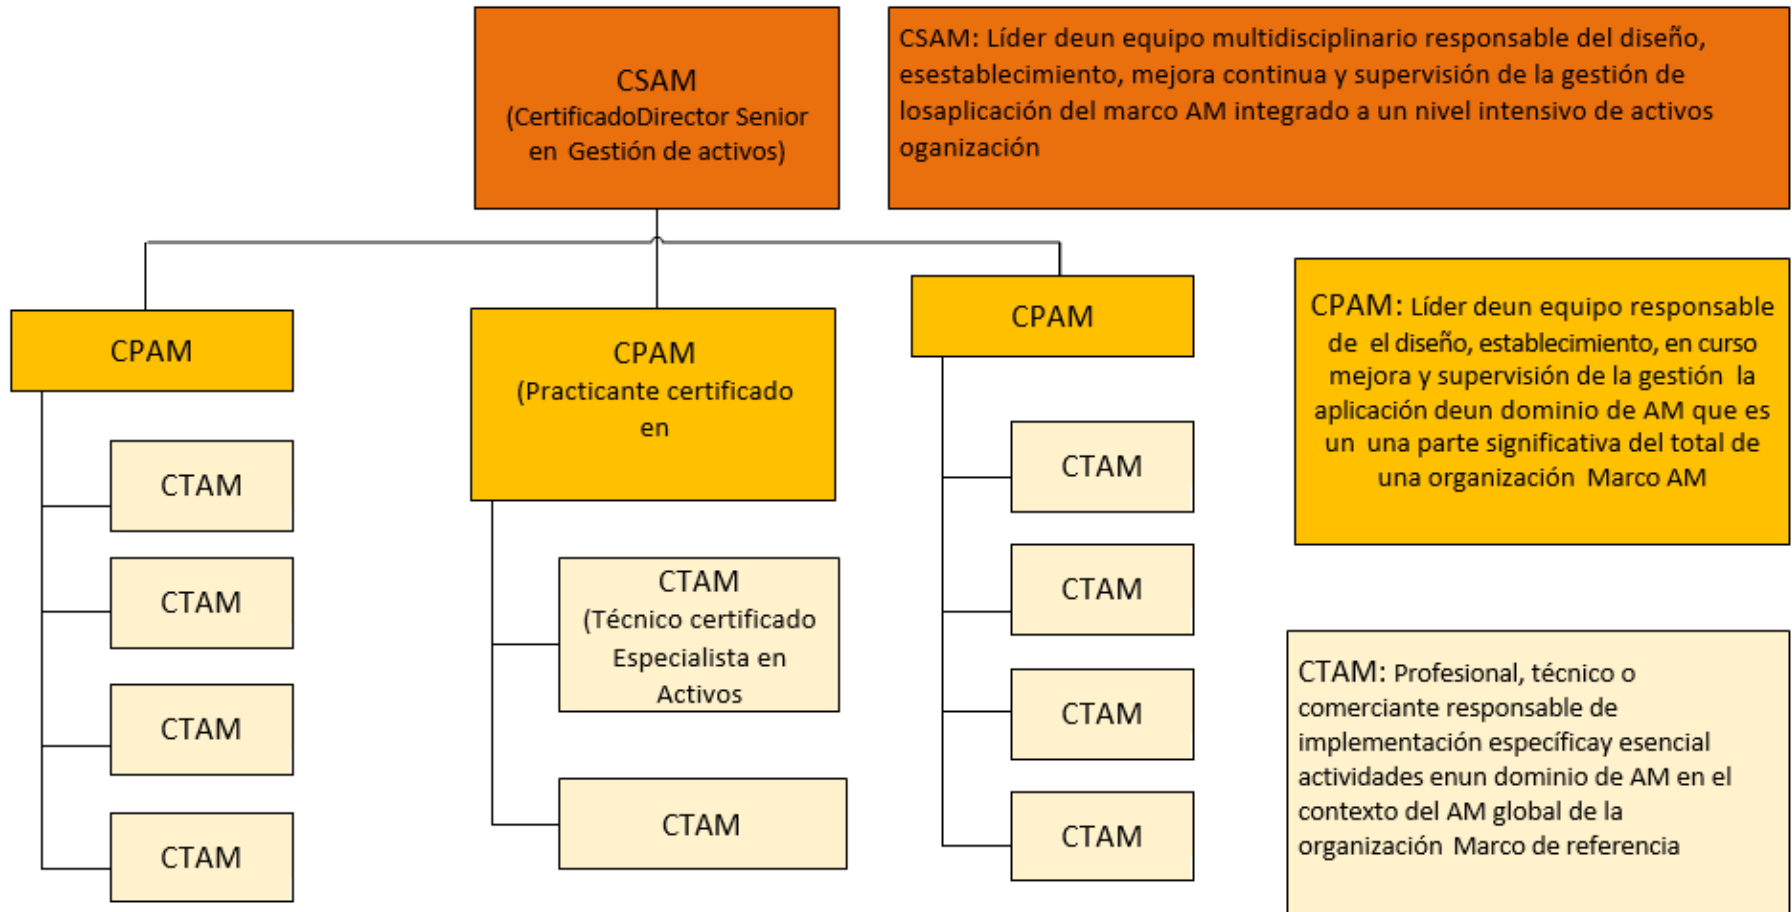 CSAM
(CertificadoDirector Senior
en Gestión de activos)
CSAM: Líder deun equipo multidisciplinario responsable del diseño,
esestablecimiento, mejora continua y supervisión de la gestión de
losaplicación del marco AM integrado a un nivel intensivo de activos
oganización
CPAM
CTAM
CTAM
CTAM
CTAM
CPAM
(Practicante certificado
en
CTAM
(Técnico certificado
Especialista en
Activos
CTAM
CPAM
CTAM
CTAM
CTAM
CTAM
CPAM: Líder deun equipo responsable
de el diseño, establecimiento, en curso
mejora y supervisión de la gestión la
aplicación deun dominio de AM que es
un una parte significativa del total de
una organización Marco AM
CTAM: Profesional, técnico o
comerciante responsable de
implementación específicay esencial
actividades enun dominio de AM en el
contexto del AM global de la
organización Marco de referencia